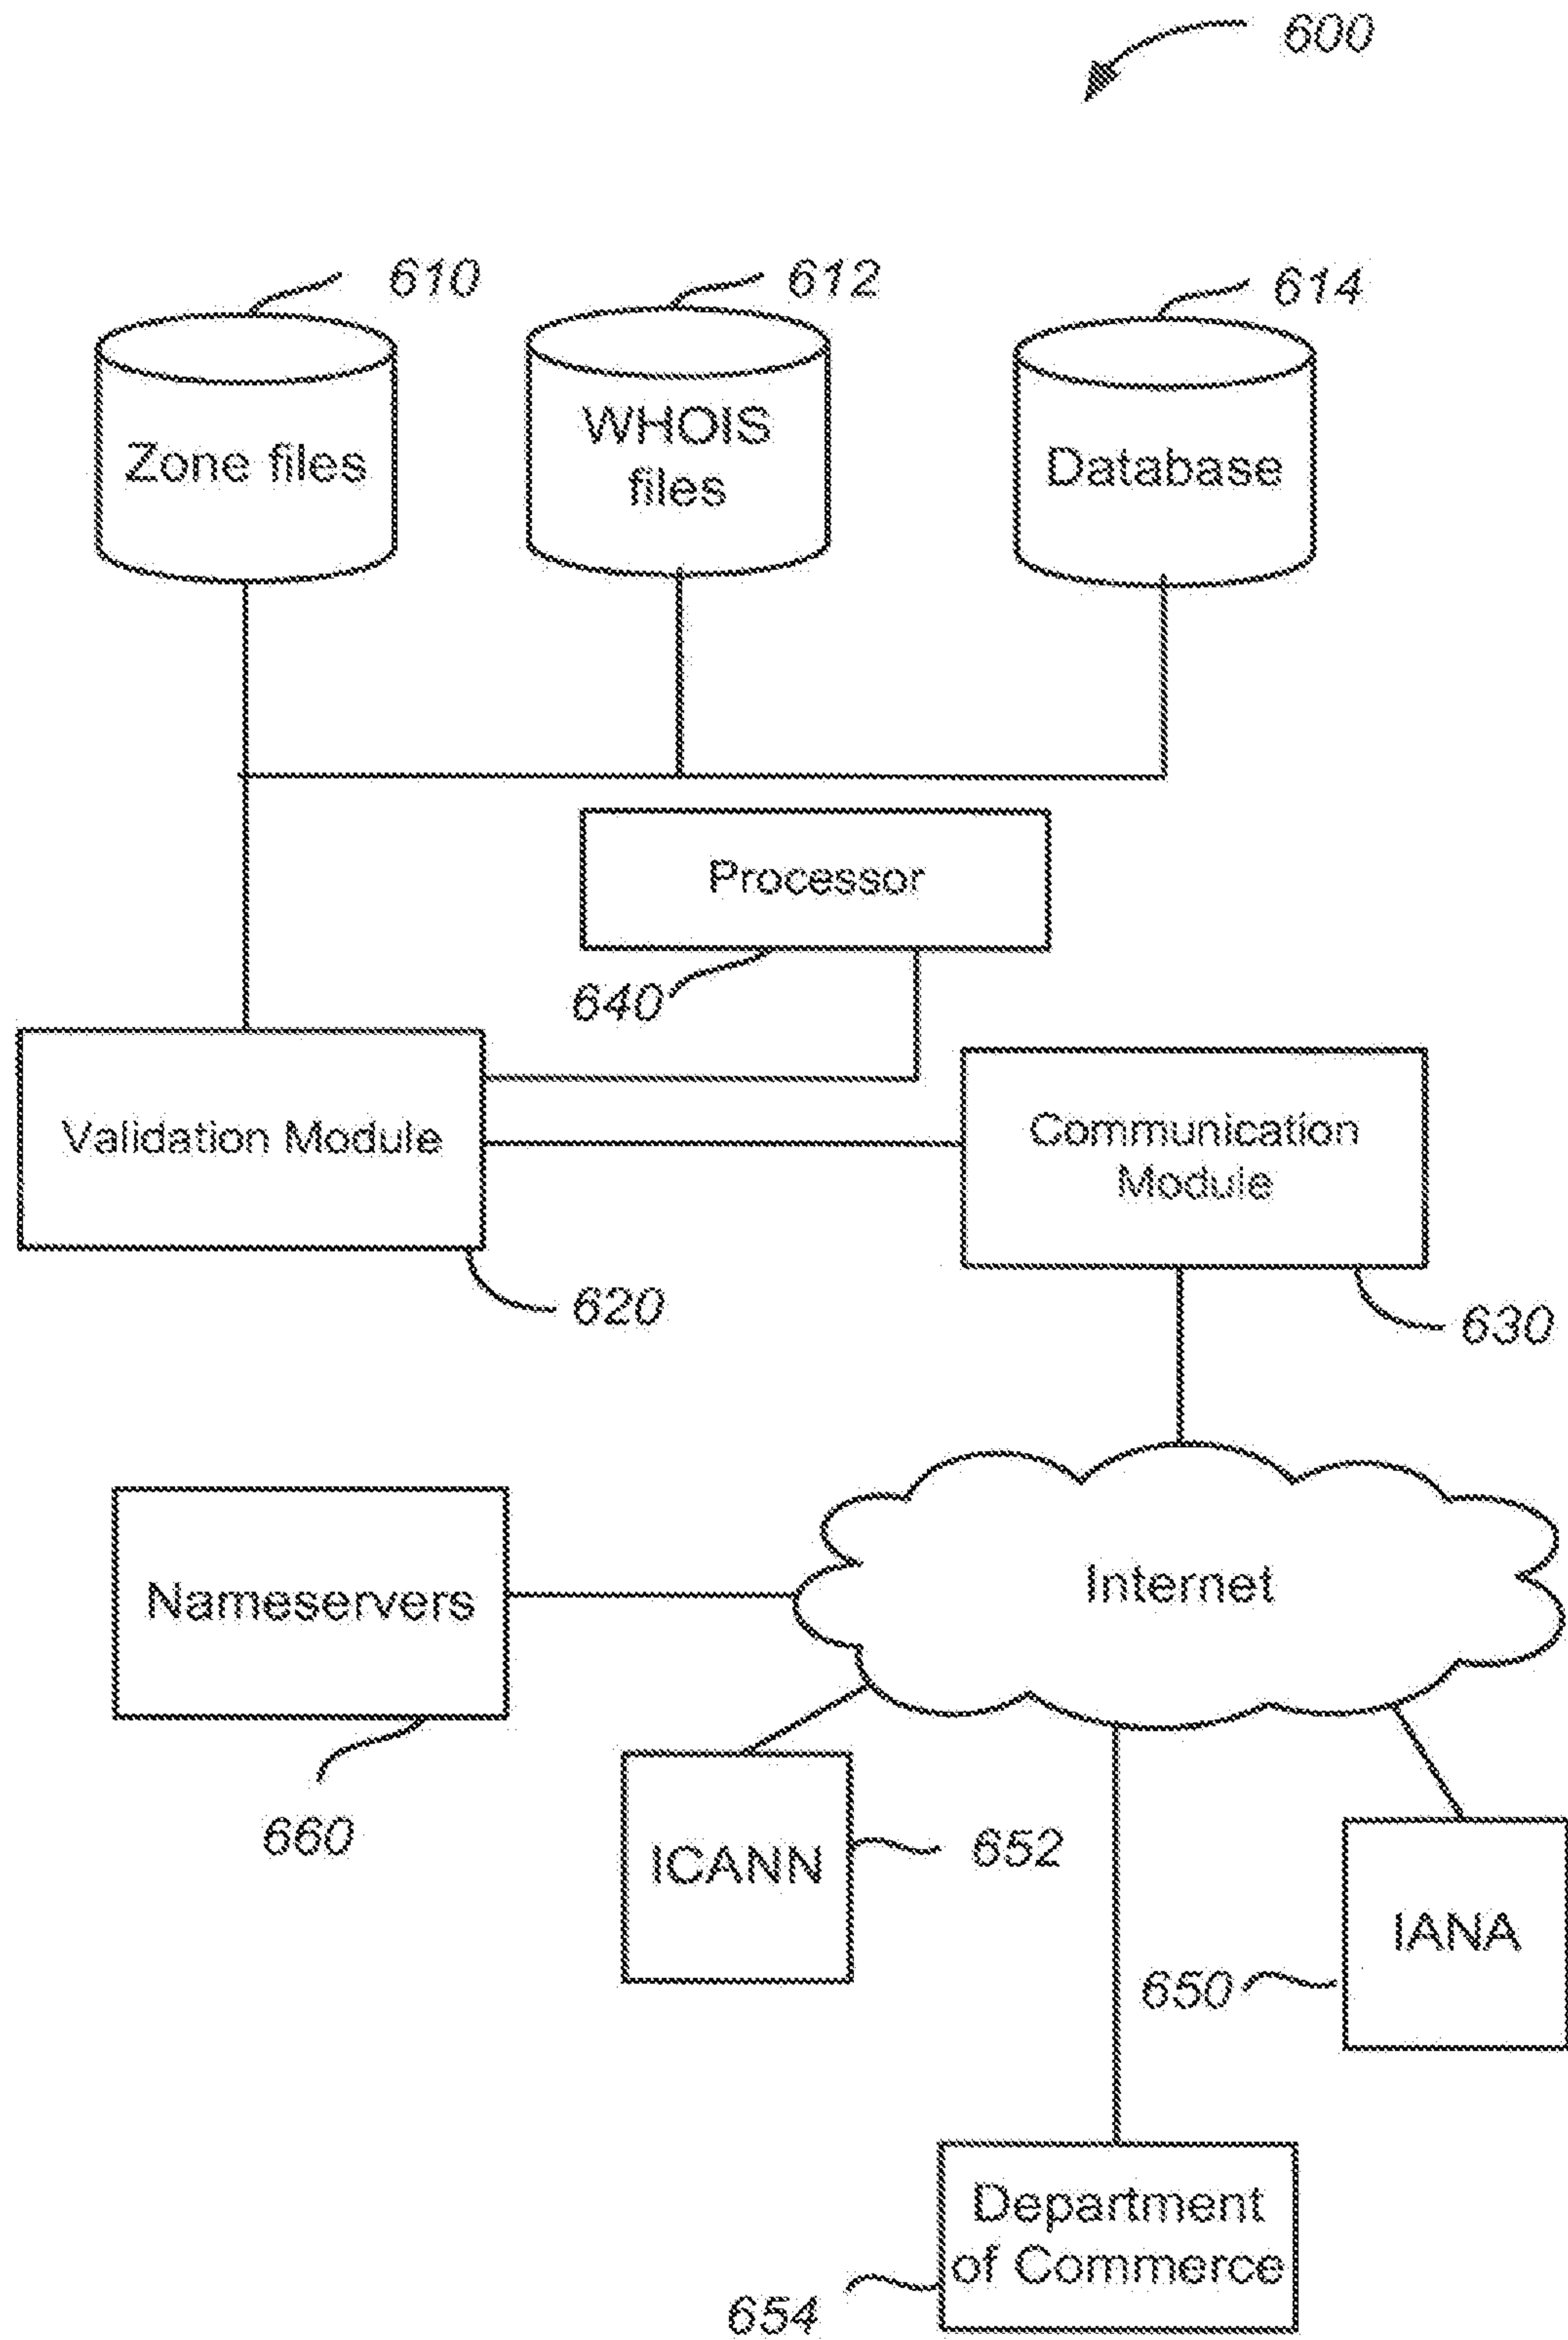 600
610
612
614
Zone files
WHOIS
files
Database
Processor
640
Validation Module
Communication
Module
620
630
Nameservers
Internet
660
ICANN
652
IANA
650
Department
of Commerce
654